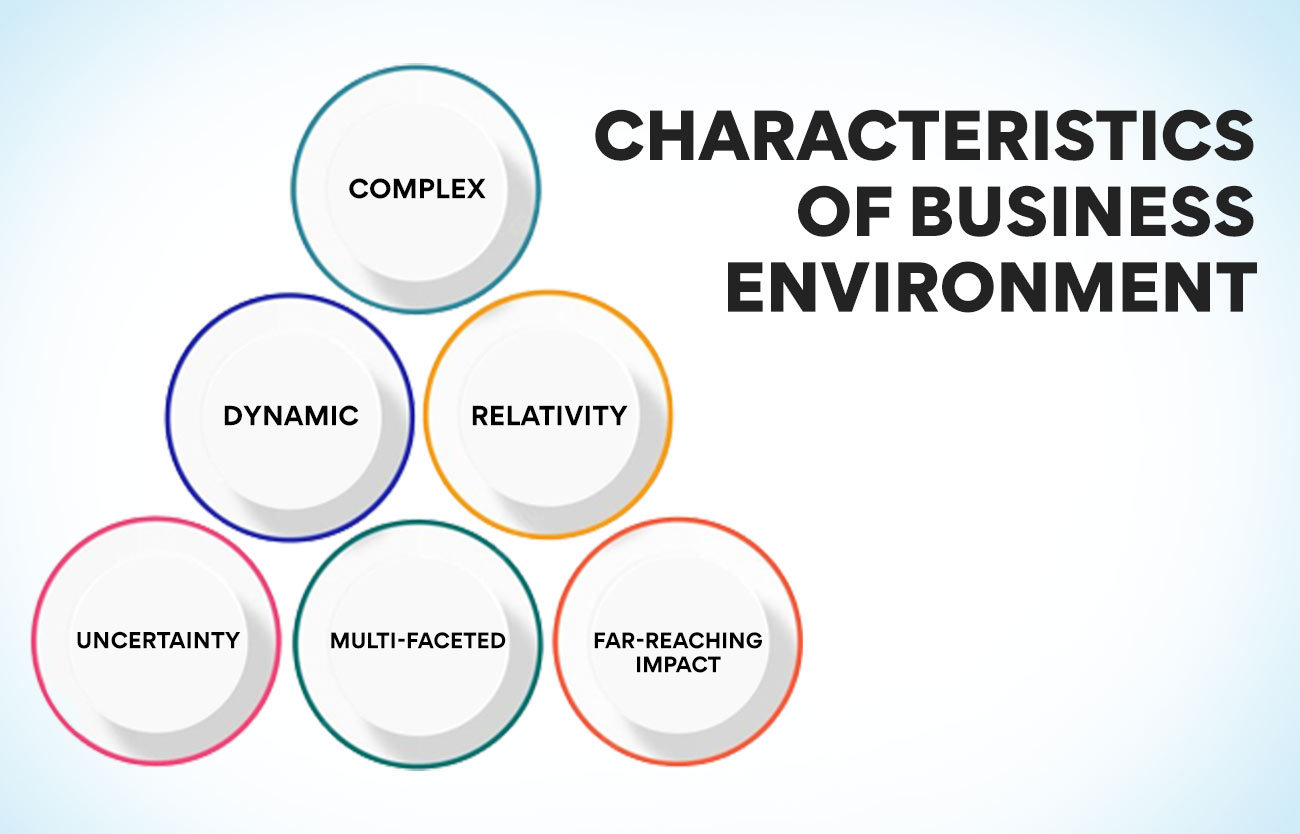 CHARACTERISTICS
OF BUSINESS
ENVIRONMENT
COMPLEX
DYNAMIC
RELATIVITY
UNCERTAINTY
MULTI-FACETED
FAR-REACHING
IMPACT